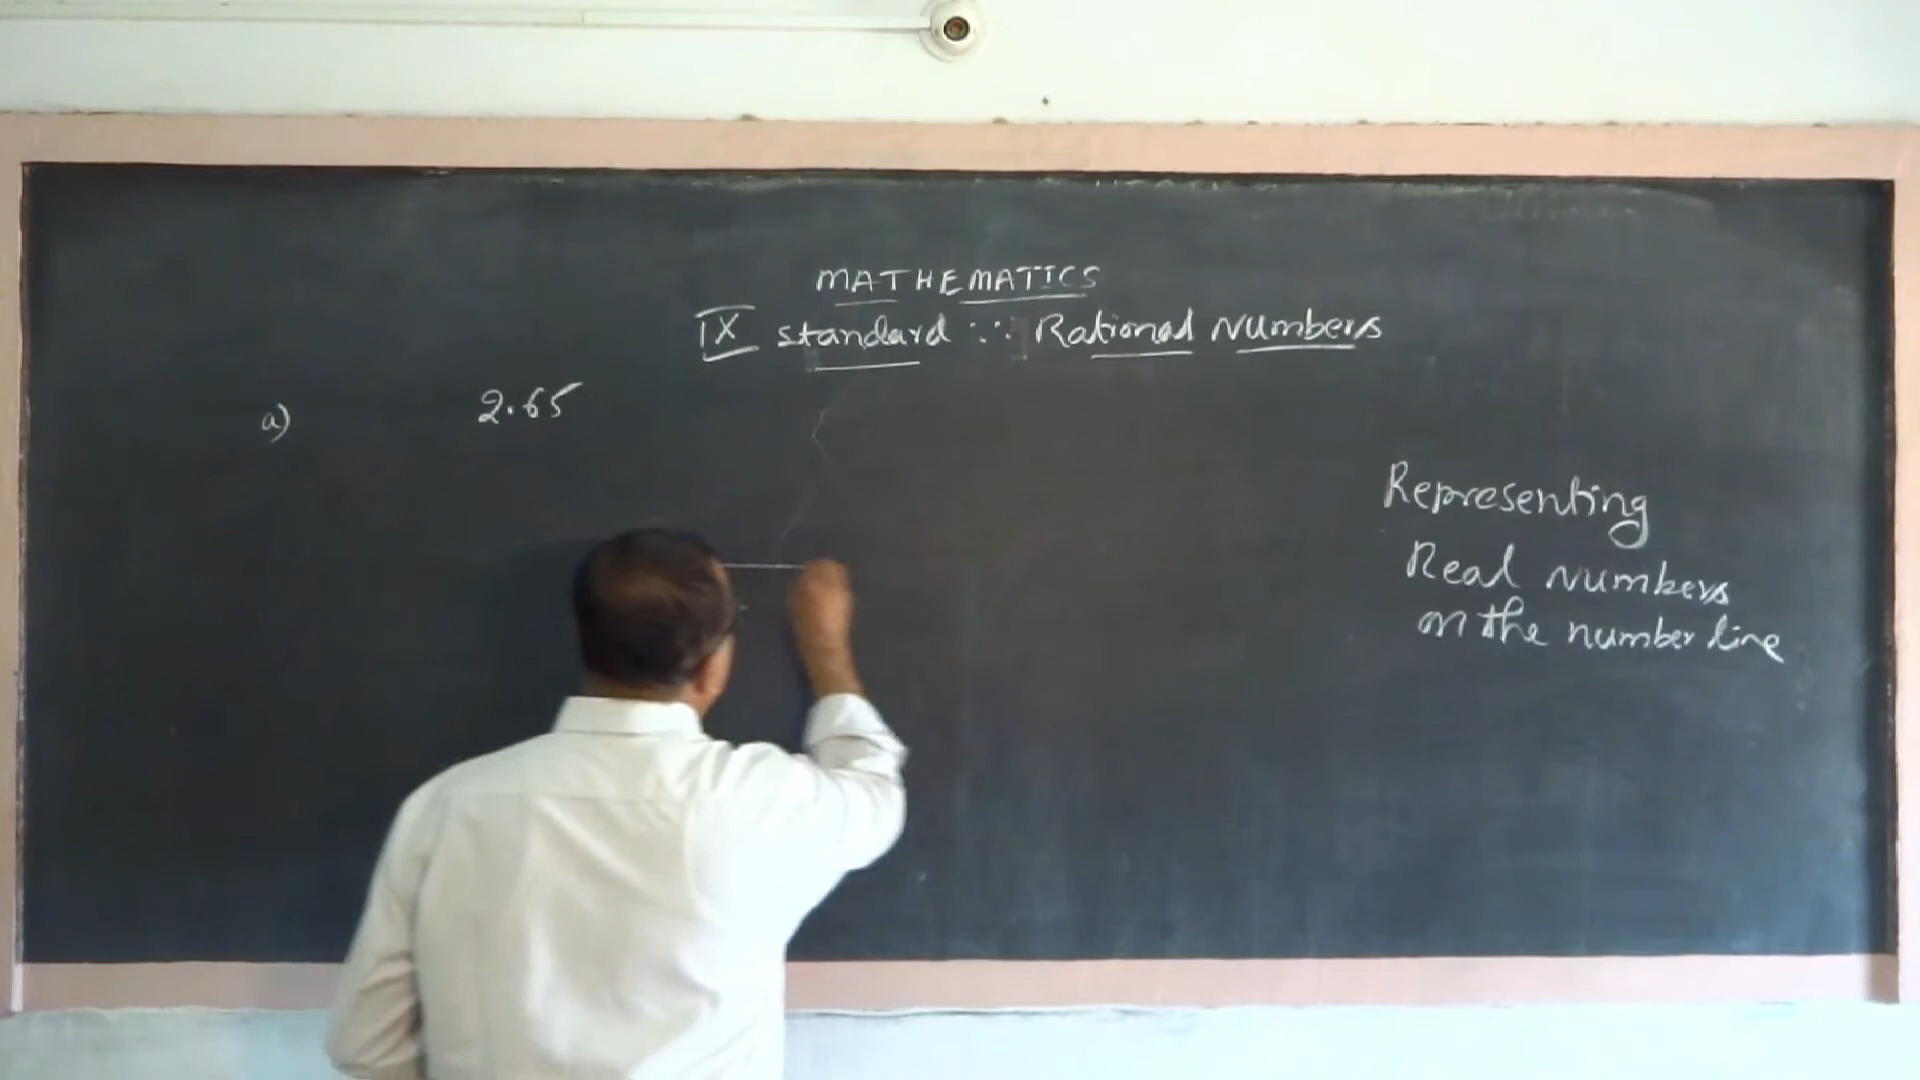 MATHEMATICS
IX standard ::: Rational Numbers
a) 2.65
Representing
Real numbers
on the number line